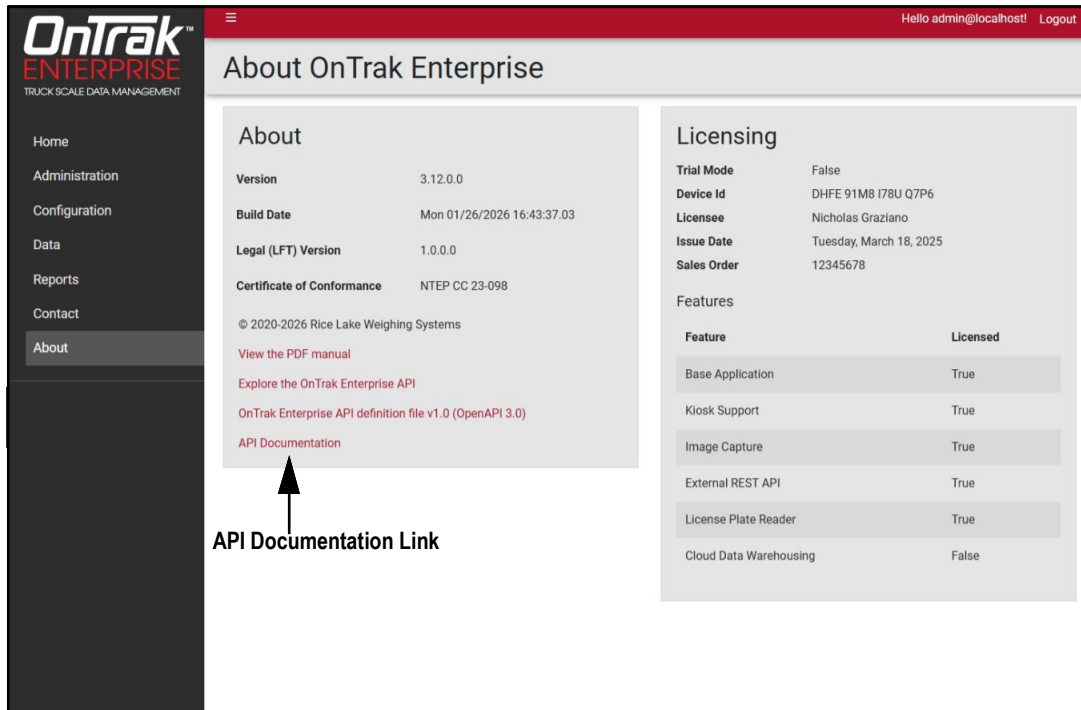 OnTrak™
ENTERPRISE
TRUCK SCALE DATA MANAGEMENT
Home
Administration
Configuration
Data
Reports
Contact
About
Hello admin@localhost! Logout
About OnTrak Enterprise
About
Version 3.12.0.0
Build Date Mon 01/26/2026 16:43:37.03
Legal (LFT) Version 1.0.0.0
Certificate of Conformance NTEP CC 23-098
© 2020-2026 Rice Lake Weighing Systems
View the PDF manual
Explore the OnTrak Enterprise API
OnTrak Enterprise API definition file v1.0 (OpenAPI 3.0)
API Documentation
API Documentation Link
Licensing
Trial Mode False
Device Id DHFE 91M8 I78U Q7P6
Licensee Nicholas Graziano
Issue Date Tuesday, March 18, 2025
Sales Order 12345678
Features
Feature Licensed
Base Application True
Kiosk Support True
Image Capture True
External REST API True
License Plate Reader True
Cloud Data Warehousing False